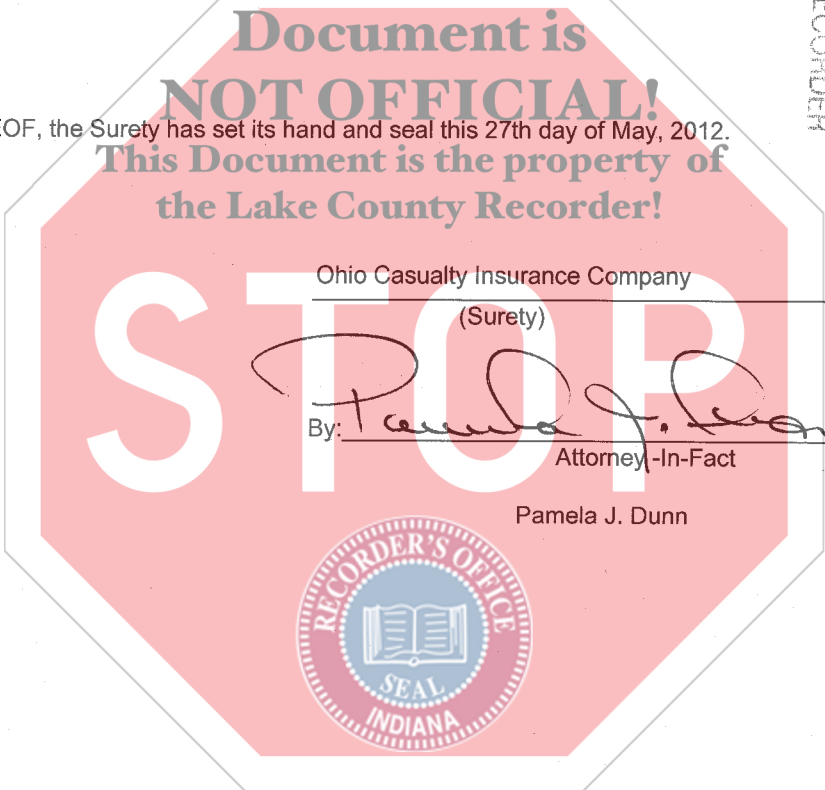 Document is
NOT OFFICIAL!
EOF, the Surety has set its hand and seal this 27th day of May, 2012.
This Document is the property of
the Lake County Recorder!
STOP
Ohio Casualty Insurance Company
(Surety)
By: Pamela J. Dunn
Attorney-In-Fact
Pamela J. Dunn
RECORDER'S OFFICE
SEAL
INDIANA